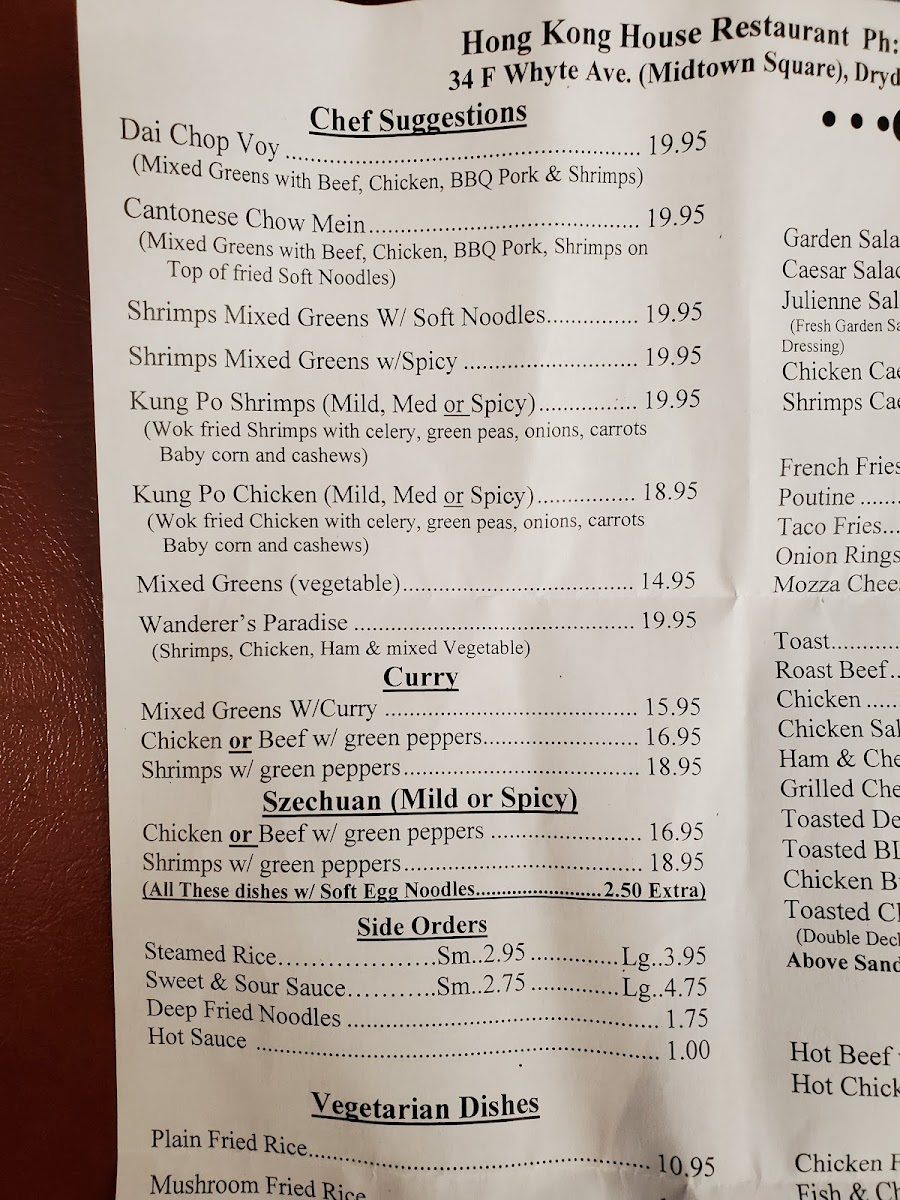 Hong Kong House Restaurant Ph:
34 F Whyte Ave. (Midtown Square), Dryd
Chef Suggestions
Dai Chop Voy ........ 19.95
(Mixed Greens with Beef, Chicken, BBQ Pork & Shrimps)
Cantonese Chow Mein........ 19.95
(Mixed Greens with Beef, Chicken, BBQ Pork, Shrimps on
Top of fried Soft Noodles)
Shrimps Mixed Greens W/ Soft Noodles........ 19.95
Shrimps Mixed Greens w/Spicy ........ 19.95
Kung Po Shrimps (Mild, Med or Spicy)........ 19.95
(Wok fried Shrimps with celery, green peas, onions, carrots
Baby corn and cashews)
Kung Po Chicken (Mild, Med or Spicy)........ 18.95
(Wok fried Chicken with celery, green peas, onions, carrots
Baby corn and cashews)
Mixed Greens (vegetable)........ 14.95
Wanderer's Paradise ........ 19.95
(Shrimps, Chicken, Ham & mixed Vegetable)
Curry
Mixed Greens W/Curry ........ 15.95
Chicken or Beef w/ green peppers........ 16.95
Shrimps w/ green peppers........ 18.95
Szechuan (Mild or Spicy)
Chicken or Beef w/ green peppers ........ 16.95
Shrimps w/ green peppers........ 18.95
(All These dishes w/ Soft Egg Noodles........2.50 Extra)
Side Orders
Steamed Rice........Sm..2.95 ........Lg..3.95
Sweet & Sour Sauce........Sm..2.75 ........Lg..4.75
Deep Fried Noodles ........ 1.75
Hot Sauce ........ 1.00
Vegetarian Dishes
Plain Fried Rice........ 10.95
Mushroom Fried Rice
Garden Sala
Caesar Salad
Julienne Sal
(Fresh Garden Sa
Dressing)
Chicken Cae
Shrimps Cae
French Fries
Poutine .......
Taco Fries...
Onion Rings
Mozza Chee
Toast...........
Roast Beef..
Chicken .....
Chicken Sal
Ham & Che
Grilled Che
Toasted De
Toasted BL
Chicken B
Toasted Cl
(Double Deck
Above Sand
Hot Beef
Hot Chick
Chicken F
Fish & Ch